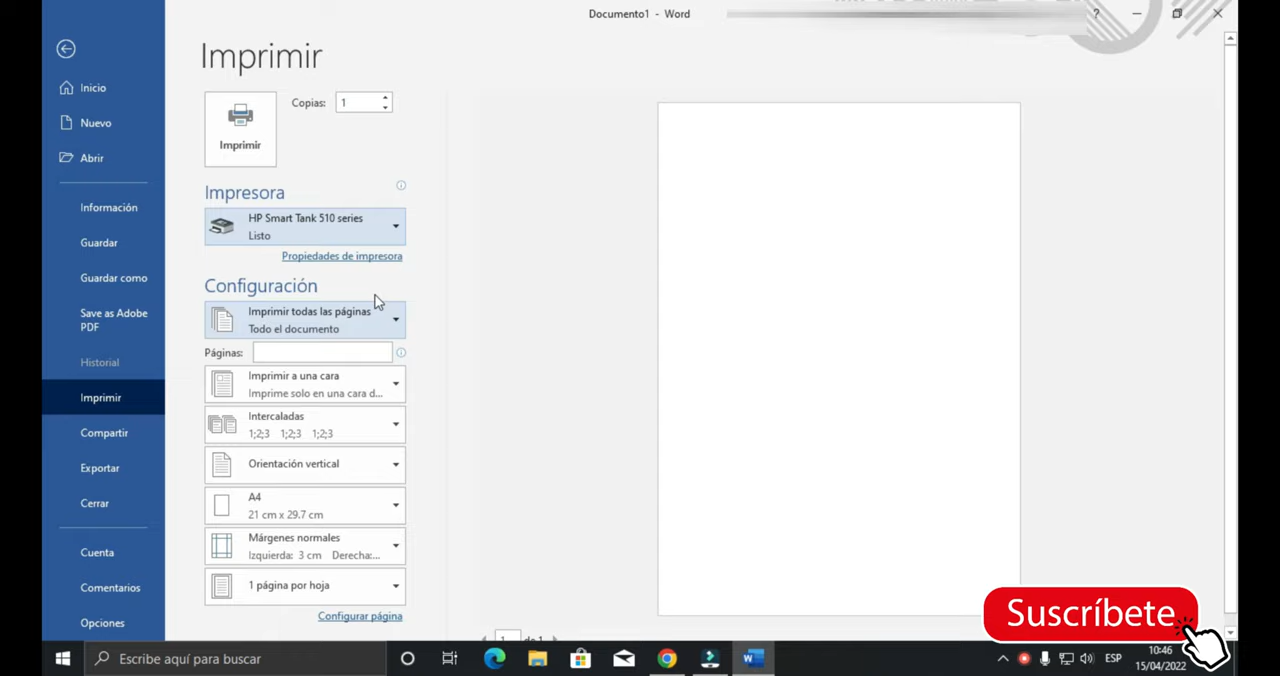 Documento1 - Word
?
Imprimir
Inicio
Nuevo
Abrir
Información
Guardar
Guardar como
Save as Adobe
PDF
Historial
Imprimir
Compartir
Exportar
Cerrar
Cuenta
Comentarios
Opciones
Copias: 1
Imprimir
Impresora
HP Smart Tank 510 series
Listo
Propiedades de impresora
Configuración
Imprimir todas las páginas
Todo el documento
Páginas:
Imprimir a una cara
Imprime solo en una cara d...
Intercaladas
1;2;3 1;2;3 1;2;3
Orientación vertical
A4
21 cm x 29.7 cm
Márgenes normales
Izquierda: 3 cm Derecha:...
1 página por hoja
Configurar página
1 de 1
Suscríbete
Escribe aquí para buscar
ESP
10:46
15/04/2022